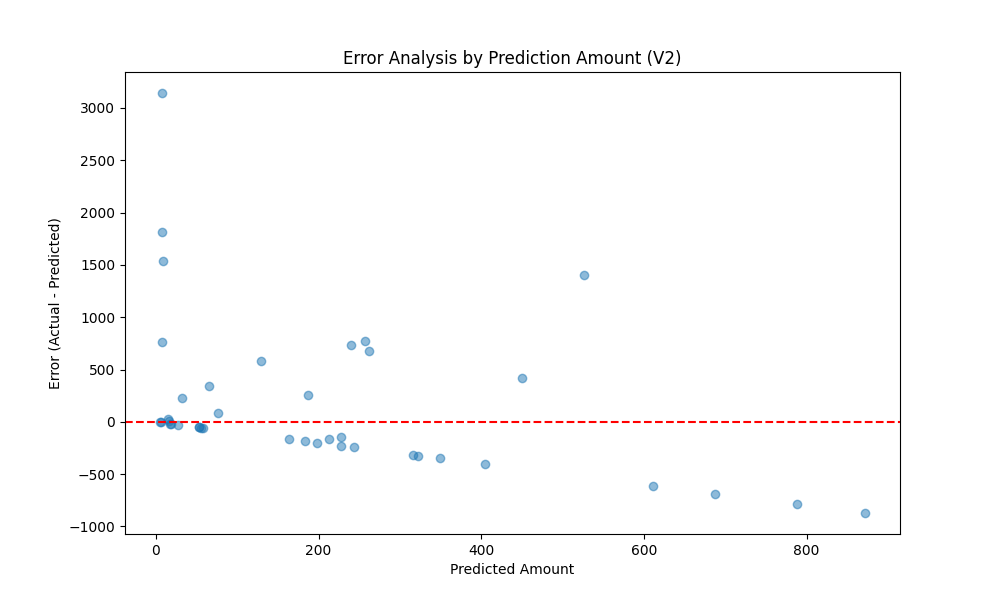 Error Analysis by Prediction Amount (V2)
3000
2500
2000
1500
1000
500
0
−500
−1000
Error (Actual - Predicted)
0 200 400 600 800
Predicted Amount